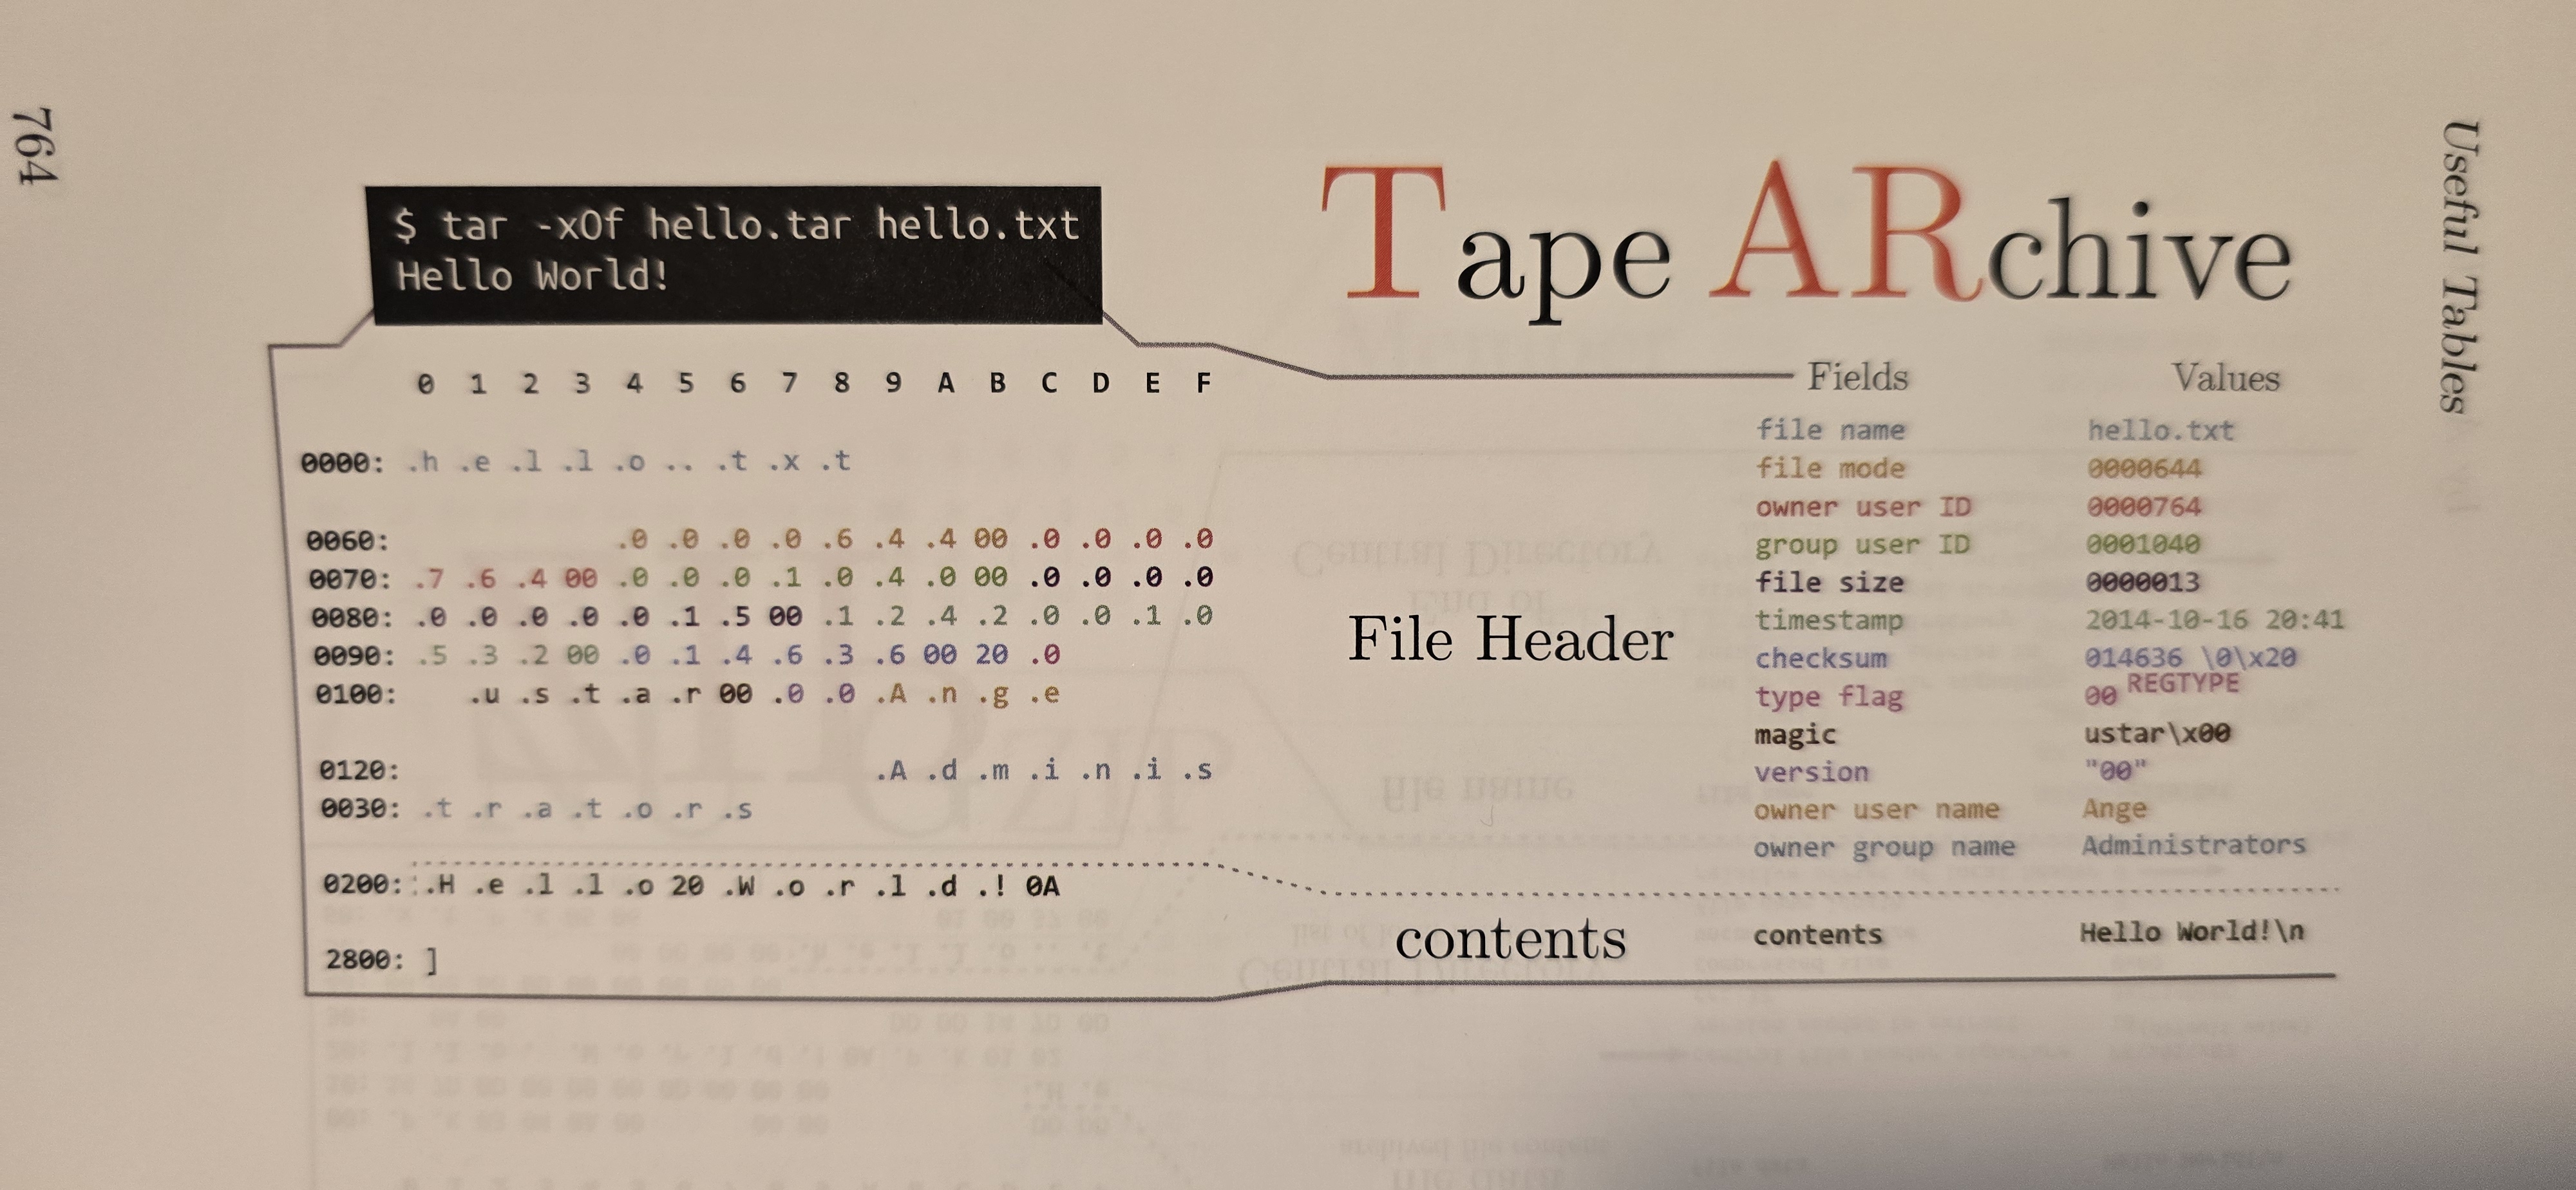 764
Useful Tables
$ tar -xOf hello.tar hello.txt
Hello World!
Tape ARchive
0 1 2 3 4 5 6 7 8 9 A B C D E F
0000: .h .e .l .l .o .. .t .x .t
0060: .0 .0 .0 .0 .6 .4 .4 00 .0 .0 .0 .0
0070: .7 .6 .4 00 .0 .0 .0 .1 .0 .4 .0 00 .0 .0 .0 .0
0080: .0 .0 .0 .0 .0 .1 .5 00 .1 .2 .4 .2 .0 .0 .1 .0
0090: .5 .3 .2 00 .0 .1 .4 .6 .3 .6 00 20 .0
0100: .u .s .t .a .r 00 .0 .0 .A .n .g .e
0120: .A .d .m .i .n .i .s
0030: .t .r .a .t .o .r .s
0200: .H .e .l .l .o 20 .W .o .r .l .d .! 0A
2800: ]
File Header
contents
Fields Values
file name hello.txt
file mode 0000644
owner user ID 0000764
group user ID 0001040
file size 0000013
timestamp 2014-10-16 20:41
checksum 014636 \0\x20
type flag 00 REGTYPE
magic ustar\x00
version "00"
owner user name Ange
owner group name Administrators
contents Hello World!\n